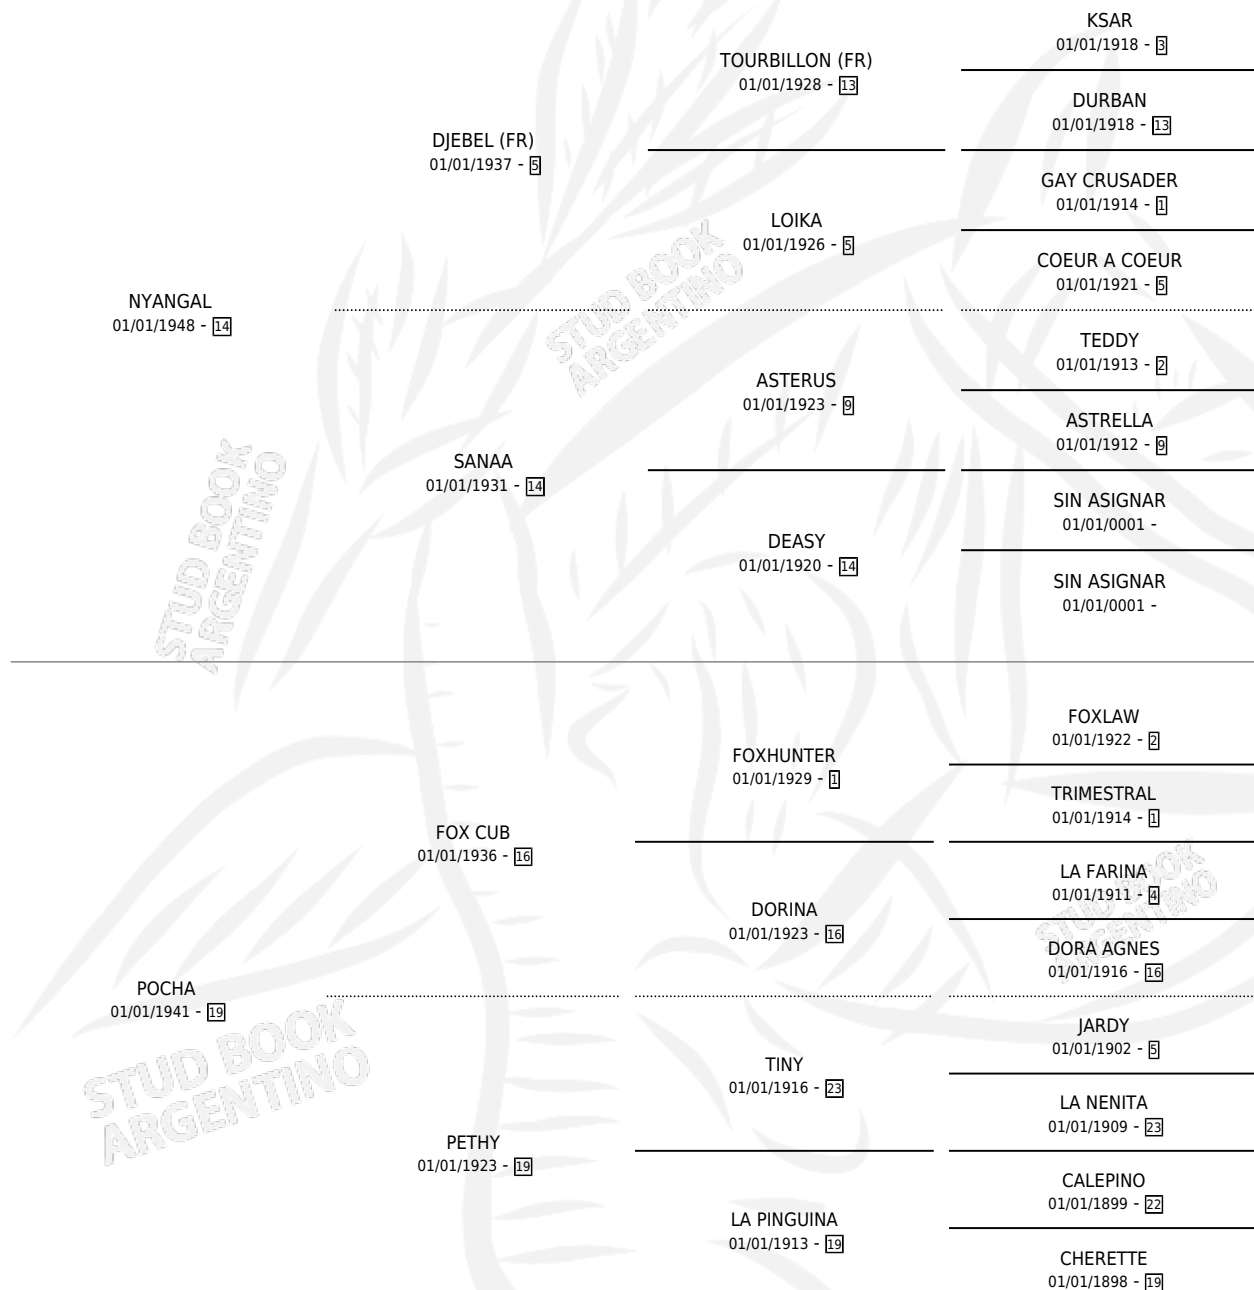 KSAR
01/01/1918 - 3
TOURBILLON (FR)
01/01/1928 - 13
DURBAN
01/01/1918 - 13
DJEBEL (FR)
01/01/1937 - 5
GAY CRUSADER
01/01/1914 - 1
LOIKA
01/01/1926 - 5
COEUR A COEUR
01/01/1921 - 5
NYANGAL
01/01/1948 - 14
STUD BOOK
ARGENTINO
TEDDY
01/01/1913 - 2
ASTERUS
01/01/1923 - 9
ASTRELLA
01/01/1912 - 9
SANAA
01/01/1931 - 14
SIN ASIGNAR
01/01/0001 -
DEASY
01/01/1920 - 14
SIN ASIGNAR
01/01/0001 -
STUD BOOK
ARGENTINO
FOXLAW
01/01/1922 - 2
FOXHUNTER
01/01/1929 - 1
TRIMESTRAL
01/01/1914 - 1
FOX CUB
01/01/1936 - 16
LA FARINA
01/01/1911 - 4
DORINA
01/01/1923 - 16
STUD BOOK
ARGENTINO
DORA AGNES
01/01/1916 - 16
POCHA
01/01/1941 - 19
STUD BOOK
ARGENTINO
JARDY
01/01/1902 - 5
TINY
01/01/1916 - 23
LA NENITA
01/01/1909 - 23
PETHY
01/01/1923 - 19
CALEPINO
01/01/1899 - 22
LA PINGUINA
01/01/1913 - 19
CHERETTE
01/01/1898 - 19